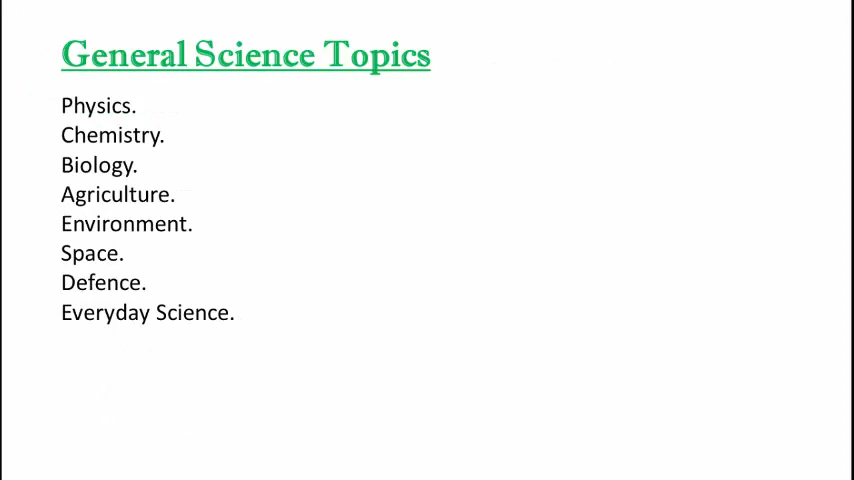 General Science Topics
Physics.
Chemistry.
Biology.
Agriculture.
Environment.
Space.
Defence.
Everyday Science.